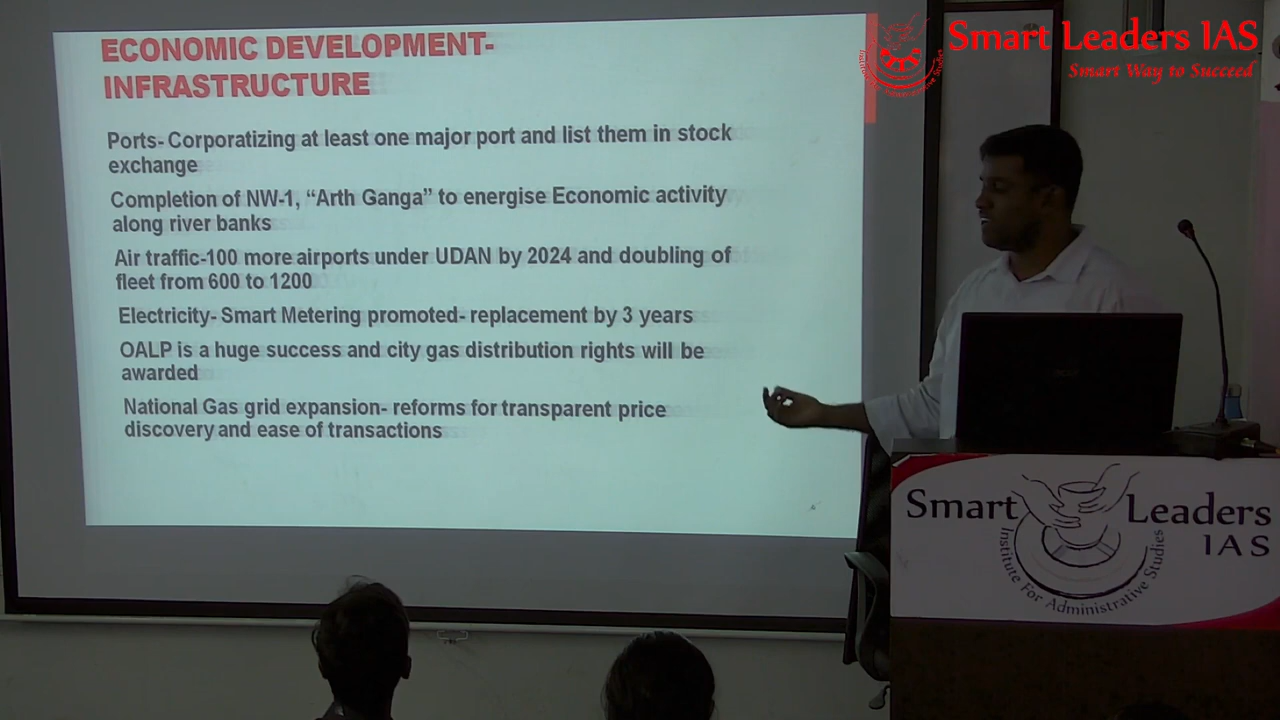 ECONOMIC DEVELOPMENT-
INFRASTRUCTURE
Ports- Corporatizing at least one major port and list them in stock
exchange
Completion of NW-1, “Arth Ganga” to energise Economic activity
along river banks
Air traffic-100 more airports under UDAN by 2024 and doubling of
fleet from 600 to 1200
Electricity- Smart Metering promoted- replacement by 3 years
OALP is a huge success and city gas distribution rights will be
awarded
National Gas grid expansion- reforms for transparent price
discovery and ease of transactions
Smart Leaders IAS
Smart Way to Succeed
Institute For Administrative Studies
Smart Leaders
IAS
Institute For Administrative Studies